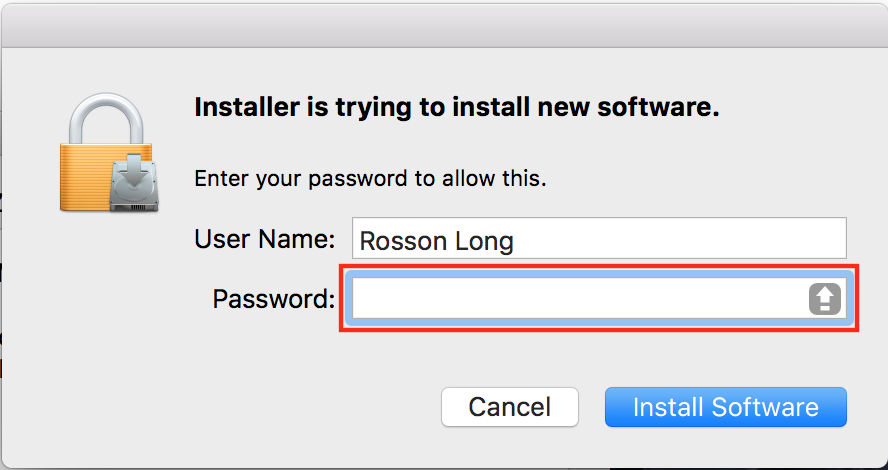 Installer is trying to install new software.
Enter your password to allow this.
User Name: Rosson Long
Password:
Cancel Install Software